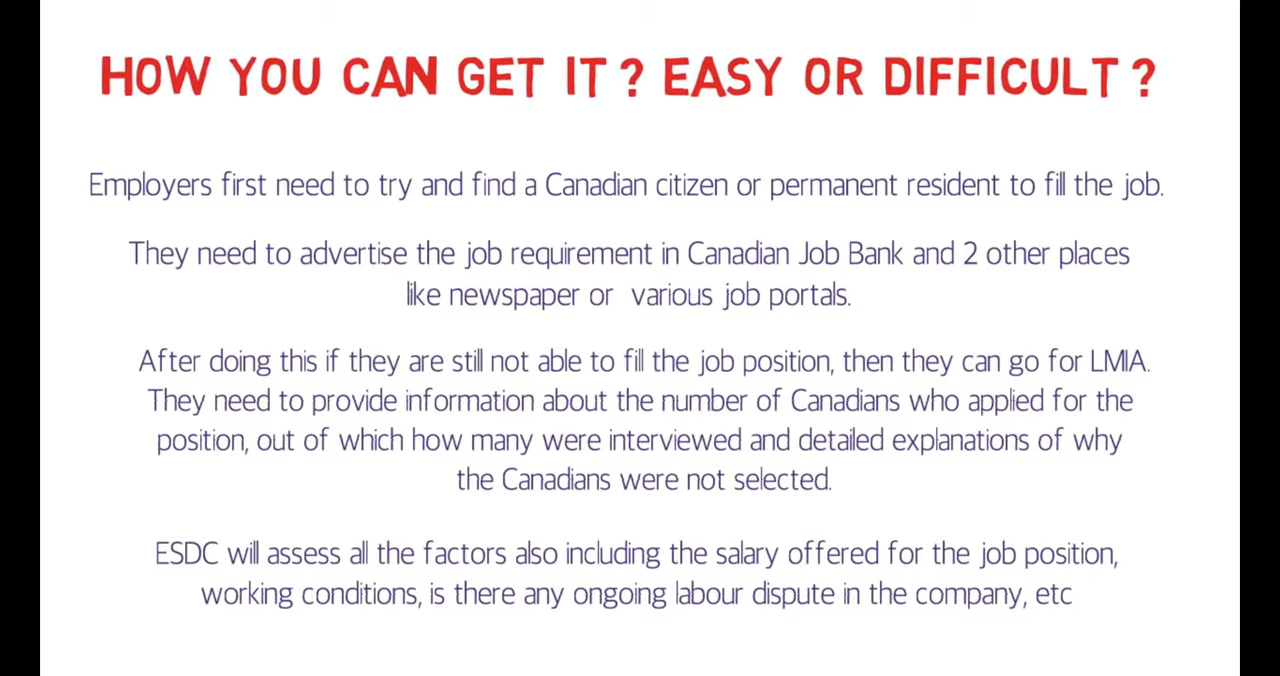 HOW YOU CAN GET IT ? EASY OR DIFFICULT ?
Employers first need to try and find a Canadian citizen or permanent resident to fill the job.
They need to advertise the job requirement in Canadian Job Bank and 2 other places
like newspaper or various job portals.
After doing this if they are still not able to fill the job position, then they can go for LMIA.
They need to provide information about the number of Canadians who applied for the
position, out of which how many were interviewed and detailed explanations of why
the Canadians were not selected.
ESDC will assess all the factors also including the salary offered for the job position,
working conditions, is there any ongoing labour dispute in the company, etc